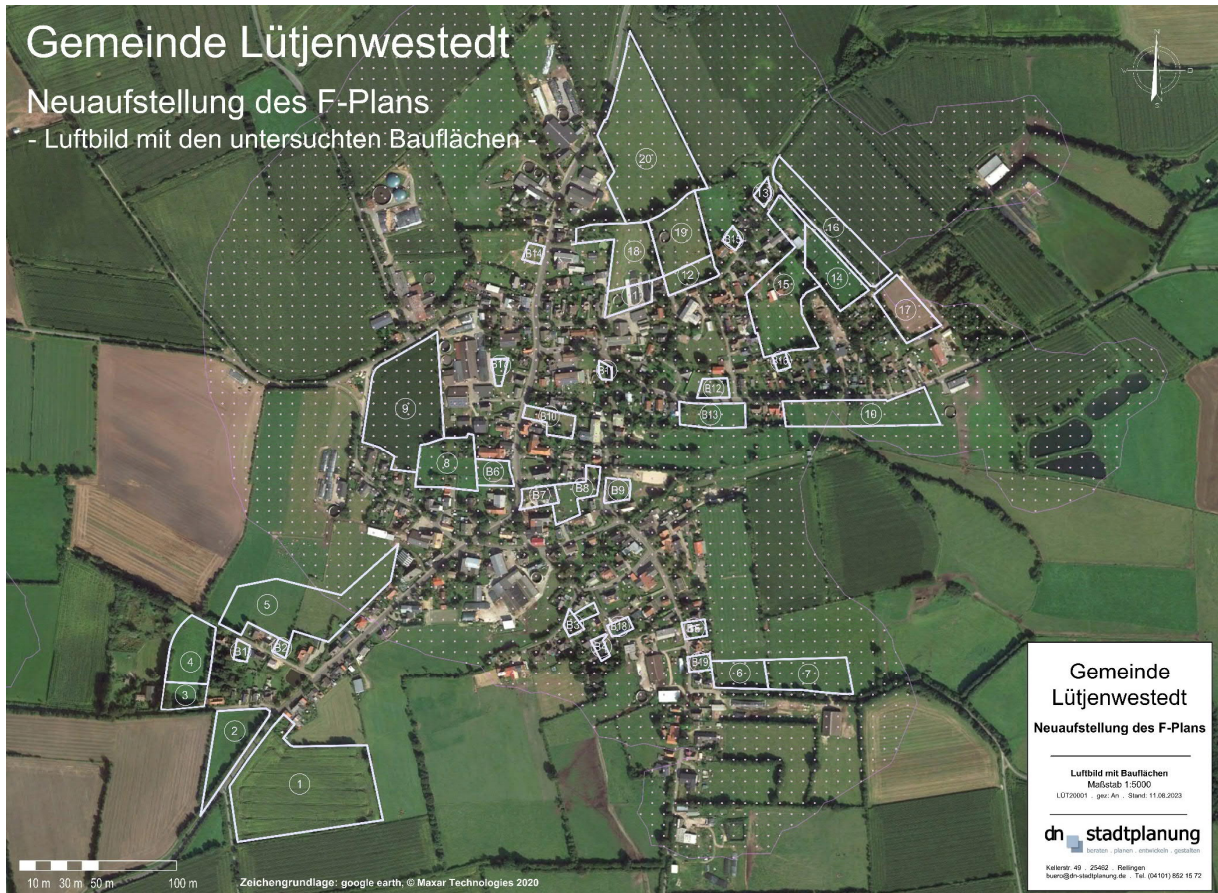 Gemeinde Lütjenwestedt
Neuaufstellung des F-Plans
- Luftbild mit den untersuchten Bauflächen -
N
20
13
16
19
B15
18
B14
12
14
15
17
B16
B12
9
B10
B13
10
8
B6
B7
B8
B9
5
B3
B18
B5
4
B1
B2
B19
6
7
3
2
1
Gemeinde
Lütjenwestedt
Neuaufstellung des F-Plans
Luftbild mit Bauflächen
Maßstab 1:5000
LÜT20001 . gez: An . Stand: 11.08.2023
dn stadtplanung
beraten . planen . entwickeln . gestalten
Kellerstr. 49 . 25462 . Rellingen
buero@dn-stadtplanung.de . Tel. (04101) 852 15 72
10 m 30 m 50 m 100 m
Zeichengrundlage: google earth, © Maxar Technologies 2020